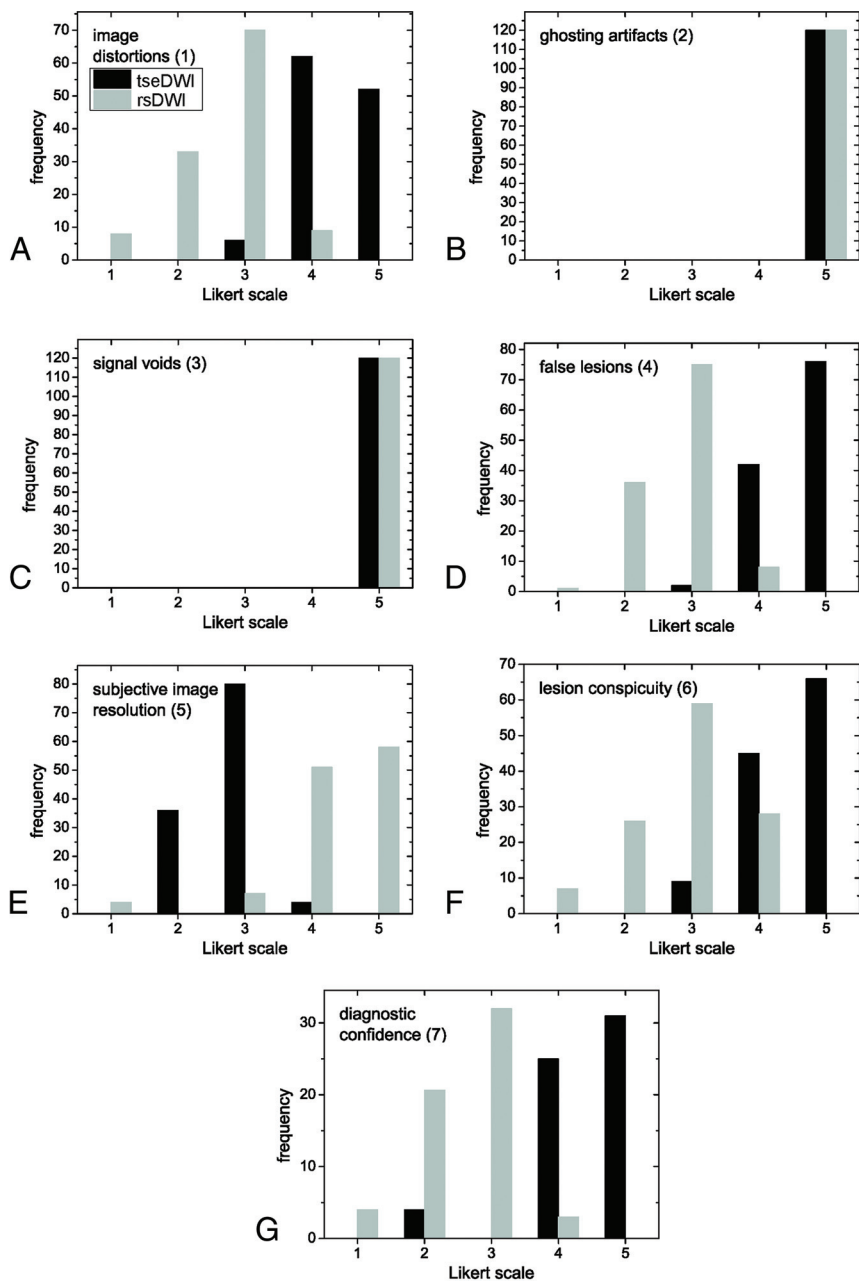 image
distortions (1)
tseDWI
rsDWI
70
60
50
40
30
20
10
0
frequency
1 2 3 4 5
Likert scale
A
ghosting artifacts (2)
120
110
100
90
80
70
60
50
40
30
20
10
0
frequency
1 2 3 4 5
Likert scale
B
signal voids (3)
120
110
100
90
80
70
60
50
40
30
20
10
0
frequency
1 2 3 4 5
Likert scale
C
false lesions (4)
80
70
60
50
40
30
20
10
0
frequency
1 2 3 4 5
Likert scale
D
subjective image
resolution (5)
80
70
60
50
40
30
20
10
0
frequency
1 2 3 4 5
Likert scale
E
lesion conspicuity (6)
70
60
50
40
30
20
10
0
frequency
1 2 3 4 5
Likert scale
F
diagnostic
confidence (7)
30
20
10
0
frequency
1 2 3 4 5
Likert scale
G